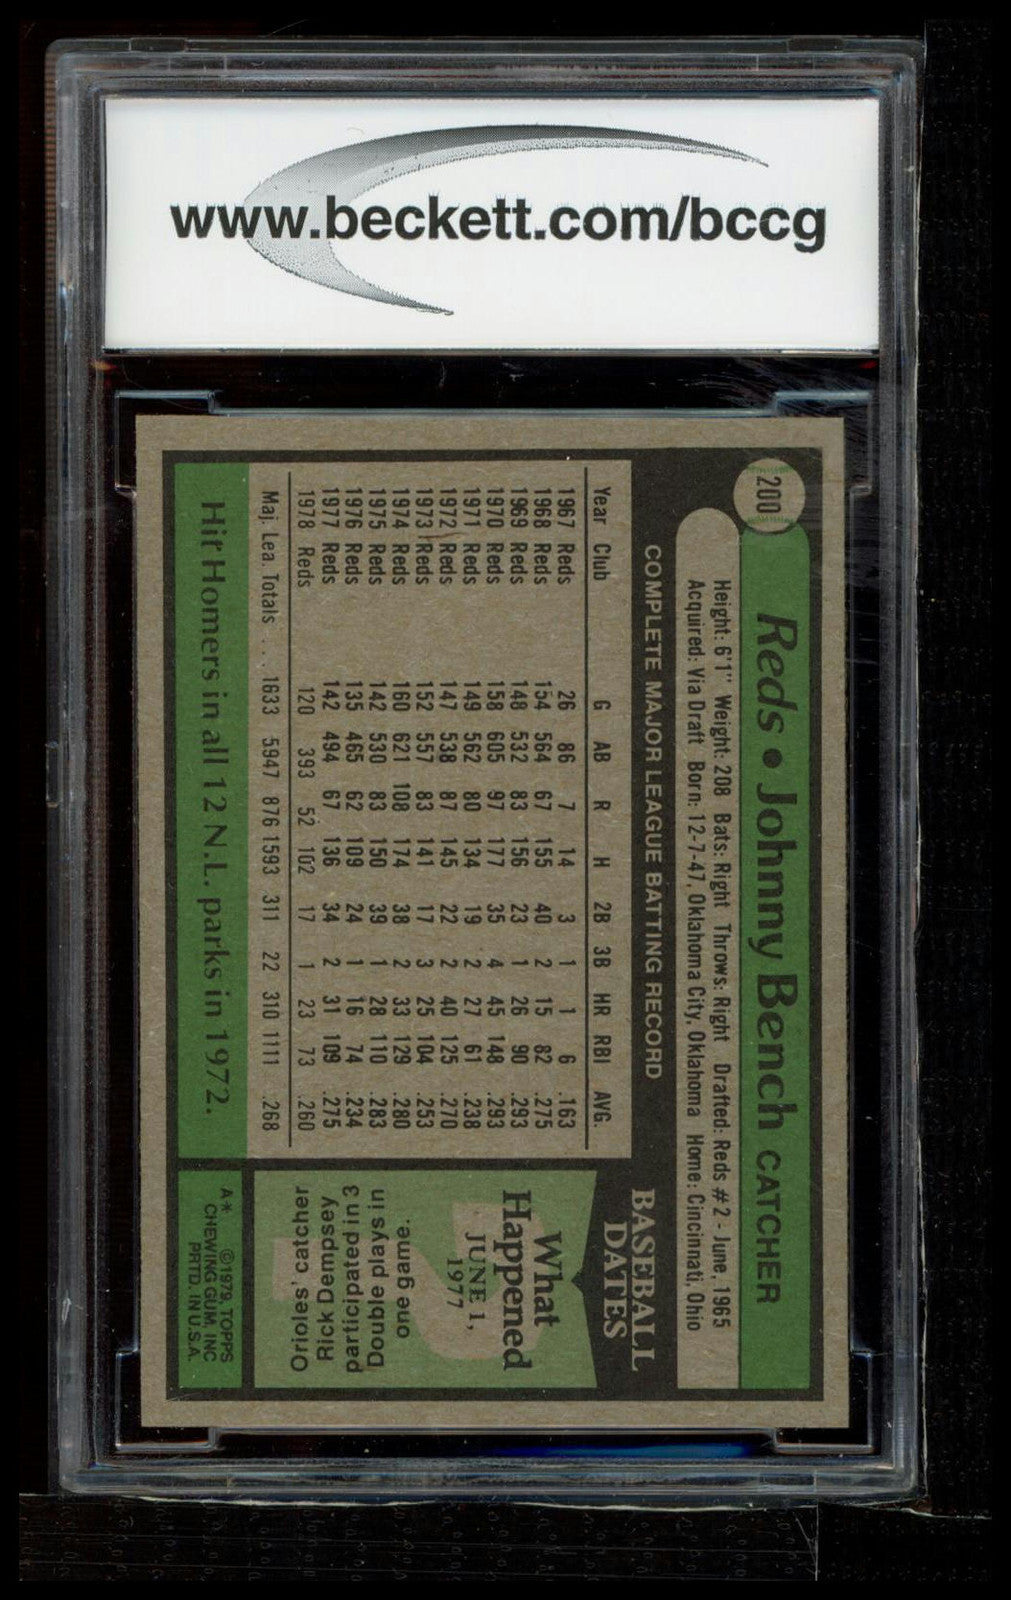 www.beckett.com/bccg
200
Reds • Johnny Bench CATCHER
Height: 6'1" Weight: 208 Bats: Right Throws: Right Drafted: Reds #2 - June, 1965
Acquired: Via Draft Born: 12-7-47, Oklahoma City, Oklahoma Home: Cincinnati, Ohio
COMPLETE MAJOR LEAGUE BATTING RECORD
Year Club G AB R H 2B 3B HR RBI AVG.
1967 Reds 26 86 7 14 3 1 1 6 .163
1968 Reds 154 564 67 155 40 2 15 82 .275
1969 Reds 148 532 83 156 23 1 26 90 .293
1970 Reds 158 605 97 177 35 4 45 148 .293
1971 Reds 149 562 80 134 19 2 27 61 .238
1972 Reds 147 538 87 145 22 2 40 125 .270
1973 Reds 152 557 83 141 17 3 25 104 .253
1974 Reds 160 621 108 174 38 2 33 129 .280
1975 Reds 142 530 83 150 39 1 28 110 .283
1976 Reds 135 465 62 109 24 1 16 74 .234
1977 Reds 142 494 67 136 34 2 31 109 .275
1978 Reds 120 393 52 102 17 1 23 73 .260
Maj. Lea. Totals . . 1633 5947 876 1593 311 22 310 1111 .268
Hit Homers in all 12 N.L. parks in 1972.
BASEBALL
DATES
What
Happened
JUNE 1,
1977
Orioles' catcher
Rick Dempsey
participated in 3
Double plays in
one game.
A* ©1979 TOPPS
CHEWING GUM, INC
PRTD. IN U.S.A.